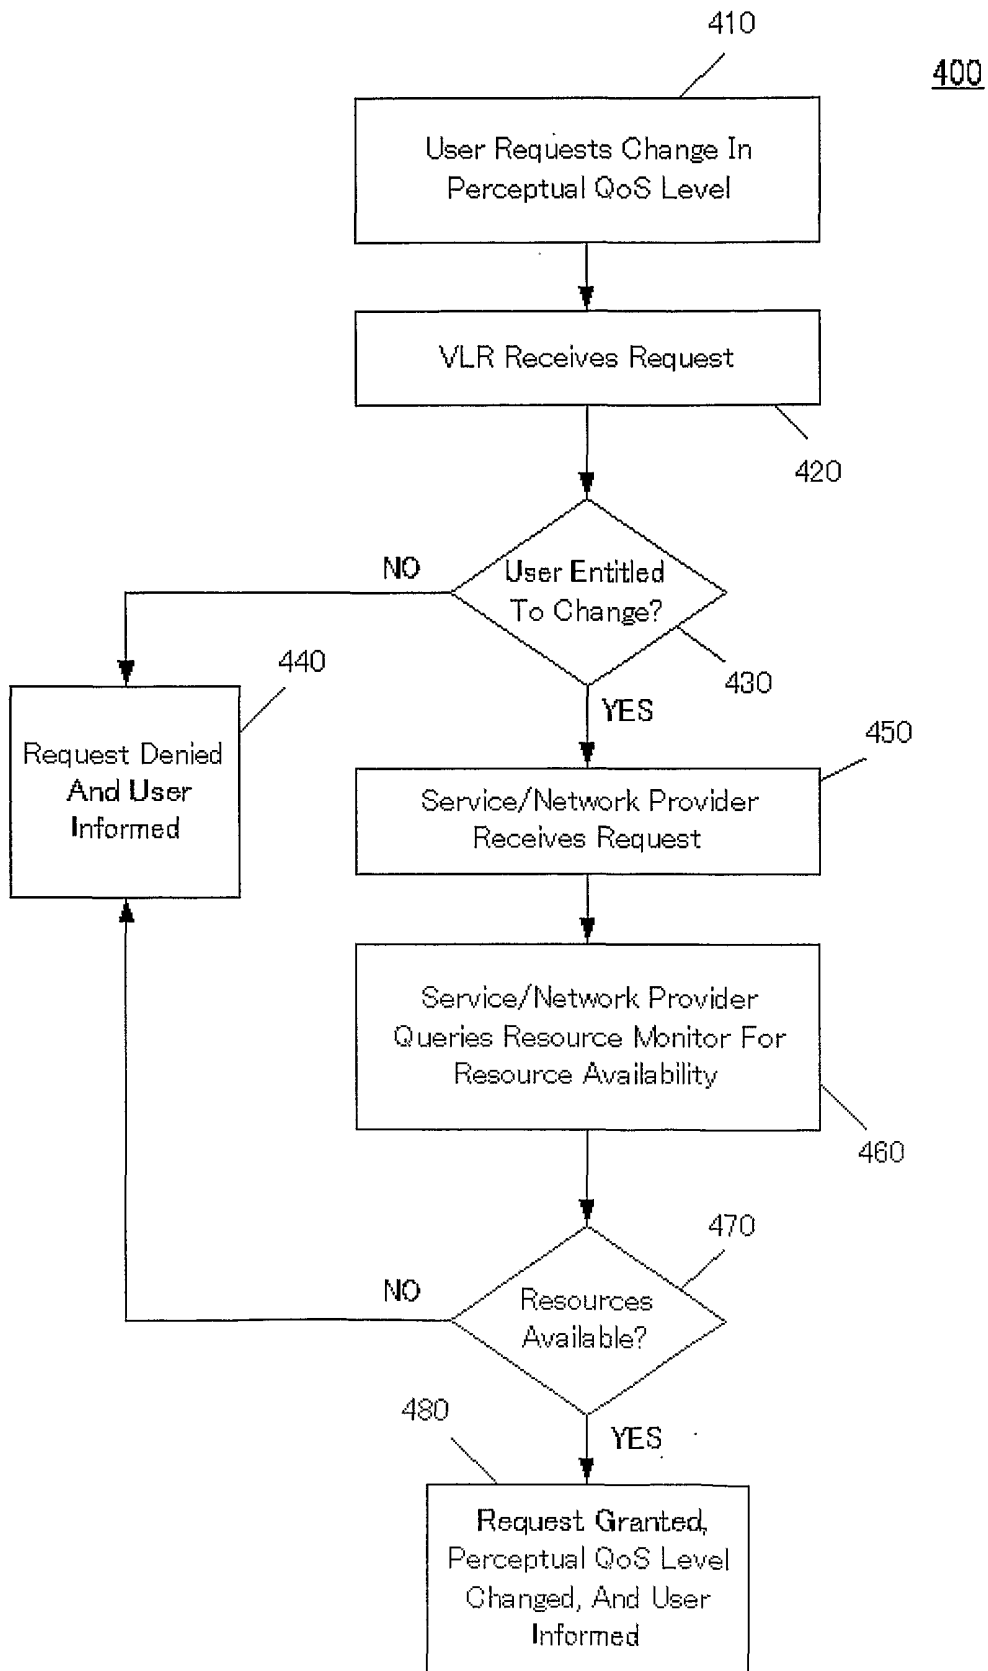 410
400
User Requests Change In
Perceptual QoS Level
VLR Receives Request
420
NO
User Entitled
To Change?
430
440
YES
Request Denied
And User
Informed
450
Service/Network Provider
Receives Request
Service/Network Provider
Queries Resource Monitor For
Resource Availability
460
470
NO
Resources
Available?
480
YES
Request Granted,
Perceptual QoS Level
Changed, And User
Informed